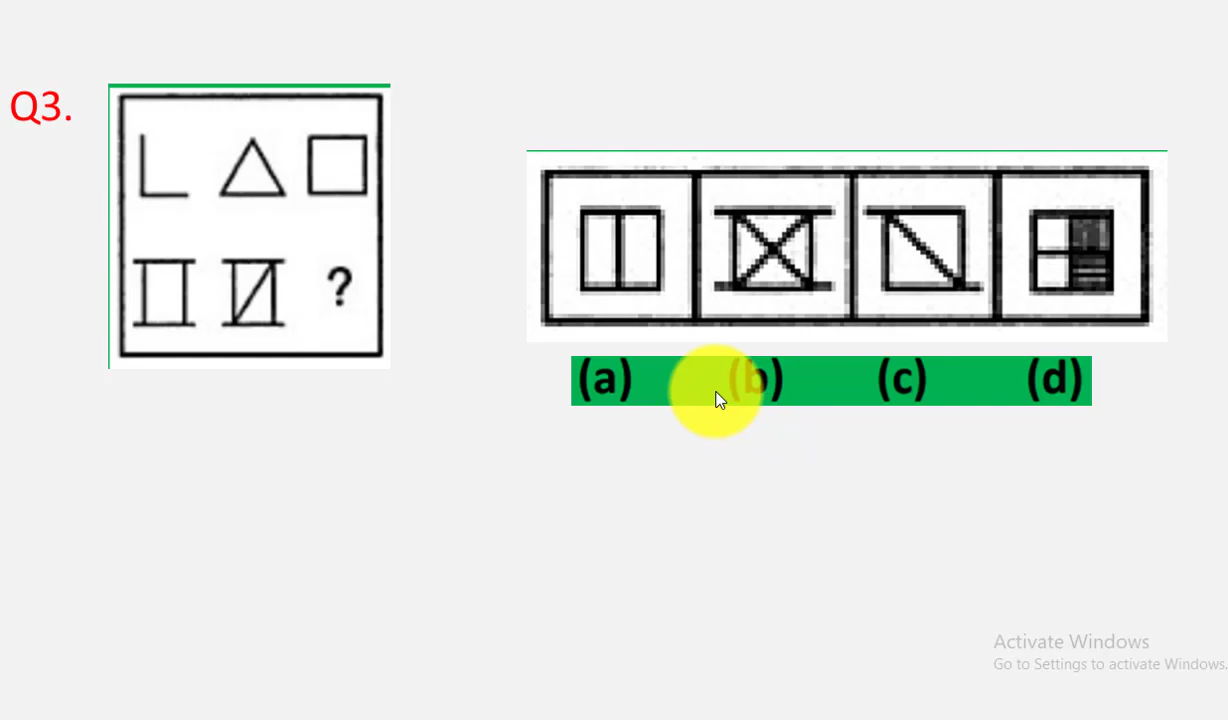 Q3.
?
(a) (b) (c) (d)
Activate Windows
Go to Settings to activate Windows.